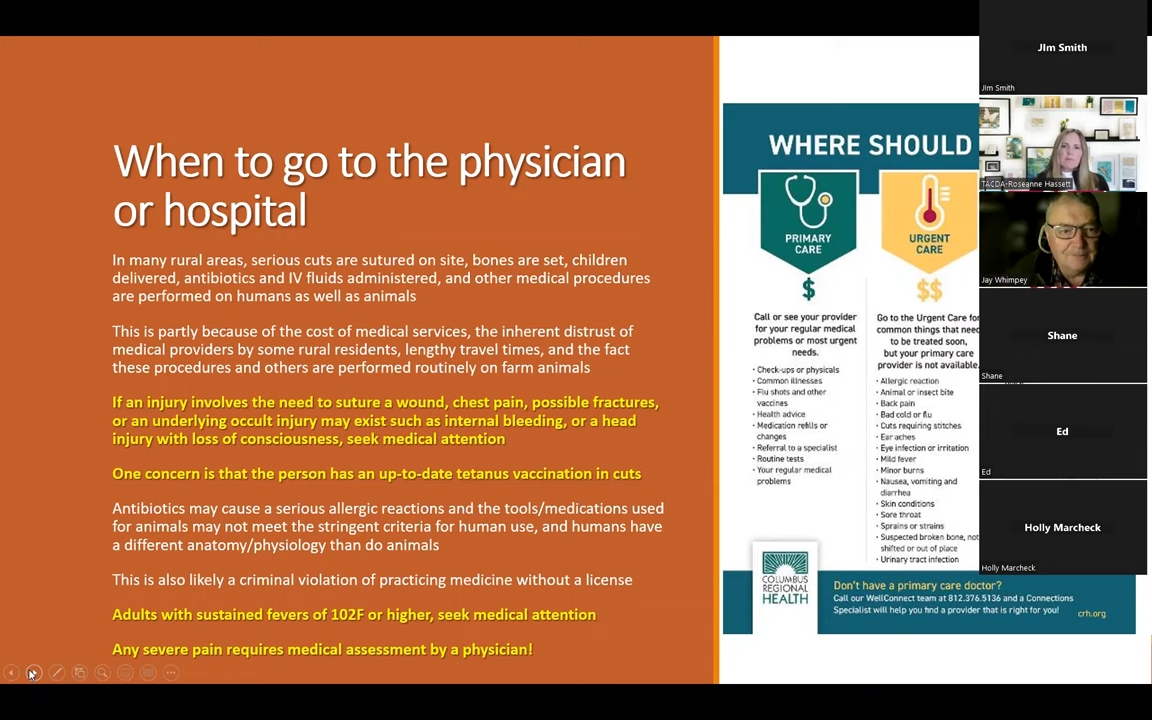 When to go to the physician
or hospital
In many rural areas, serious cuts are sutured on site, bones are set, children
delivered, antibiotics and IV fluids administered, and other medical procedures
are performed on humans as well as animals
This is partly because of the cost of medical services, the inherent distrust of
medical providers by some rural residents, lengthy travel times, and the fact
these procedures and others are performed routinely on farm animals
If an injury involves the need to suture a wound, chest pain, possible fractures,
or an underlying occult injury may exist such as internal bleeding, or a head
injury with loss of consciousness, seek medical attention
One concern is that the person has an up-to-date tetanus vaccination in cuts
Antibiotics may cause a serious allergic reactions and the tools/medications used
for animals may not meet the stringent criteria for human use, and humans have
a different anatomy/physiology than do animals
This is also likely a criminal violation of practicing medicine without a license
Adults with sustained fevers of 102F or higher, seek medical attention
Any severe pain requires medical assessment by a physician!
WHERE SHOULD
PRIMARY
CARE
$
Call or see your provider
for your regular medical
problems or most urgent
needs.
· Check-ups or physicals
· Common illnesses
· Flu shots and other
vaccines
· Health advice
· Medication refills or
changes
· Referral to a specialist
· Routine tests
· Your regular medical
problems
URGENT
CARE
$$
Go to the Urgent Care for
common things that need
to be treated soon,
but your primary care
provider is not available.
· Allergic reaction
· Animal or insect bite
· Back pain
· Bad cold or flu
· Cuts requiring stitches
· Ear aches
· Eye infection or irritation
· Mild fever
· Minor burns
· Nausea, vomiting and
diarrhea
· Skin conditions
· Sore throat
· Sprains or strains
· Suspected broken bone, not
shifted or out of place
· Urinary tract infection
COLUMBUS
REGIONAL
HEALTH
Don't have a primary care doctor?
Call our WellConnect team at 812.376.5136 and a Connections
Specialist will help you find a provider that is right for you!
crh.org
JIm Smith
JIm Smith
TACDA-Roseanne Hassett
Jay Whimpey
Shane
Shane
Ed
Ed
Holly Marcheck
Holly Marcheck